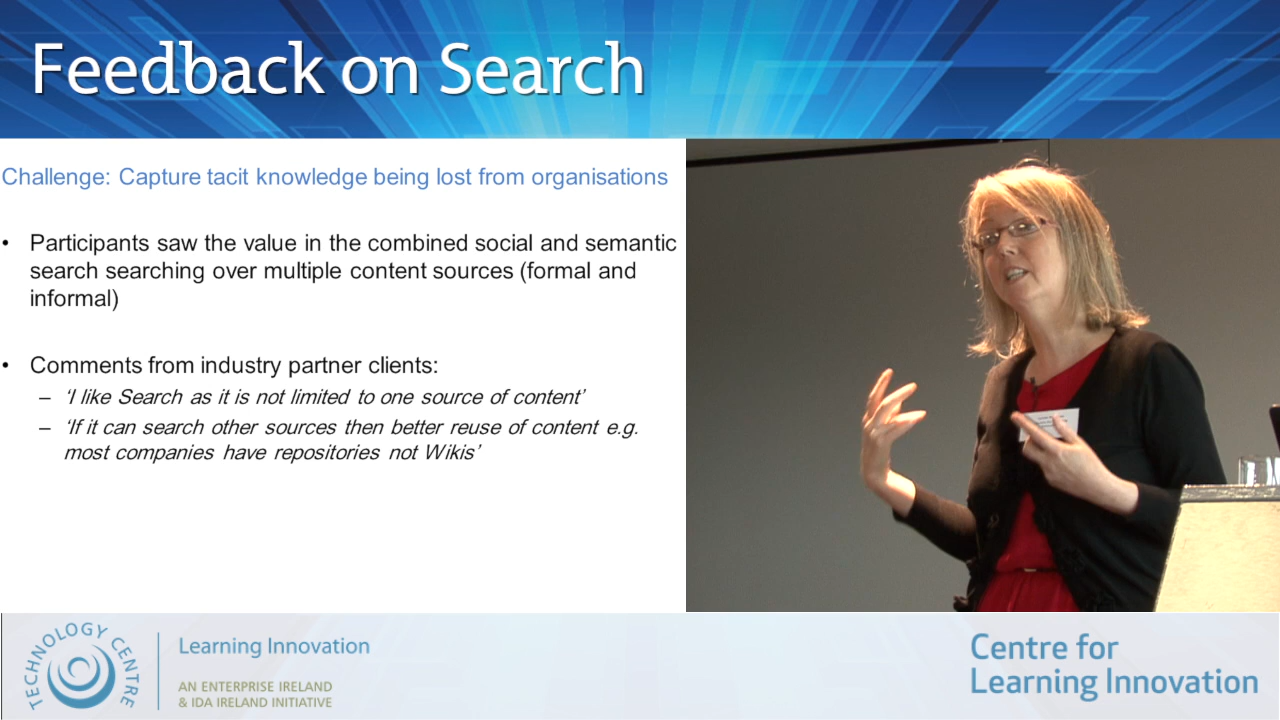 Feedback on Search
Challenge: Capture tacit knowledge being lost from organisations
• Participants saw the value in the combined social and semantic
search searching over multiple content sources (formal and
informal)
• Comments from industry partner clients:
– ‘I like Search as it is not limited to one source of content’
– ‘If it can search other sources then better reuse of content e.g.
most companies have repositories not Wikis’
TECHNOLOGY CENTRE
Learning Innovation
AN ENTERPRISE IRELAND
& IDA IRELAND INITIATIVE
Centre for
Learning Innovation